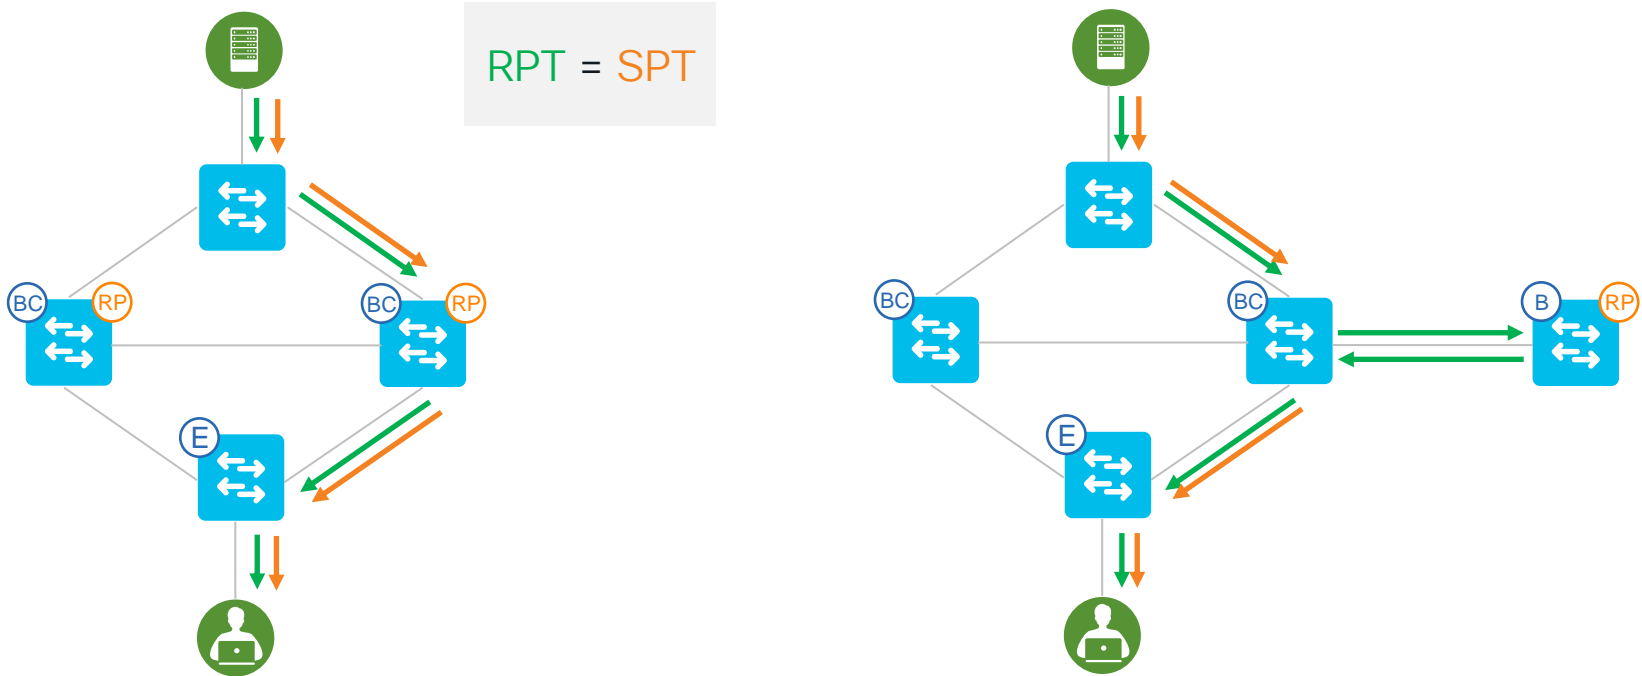 RPT = SPT
BC RP
BC RP
E
BC
BC
B RP
E